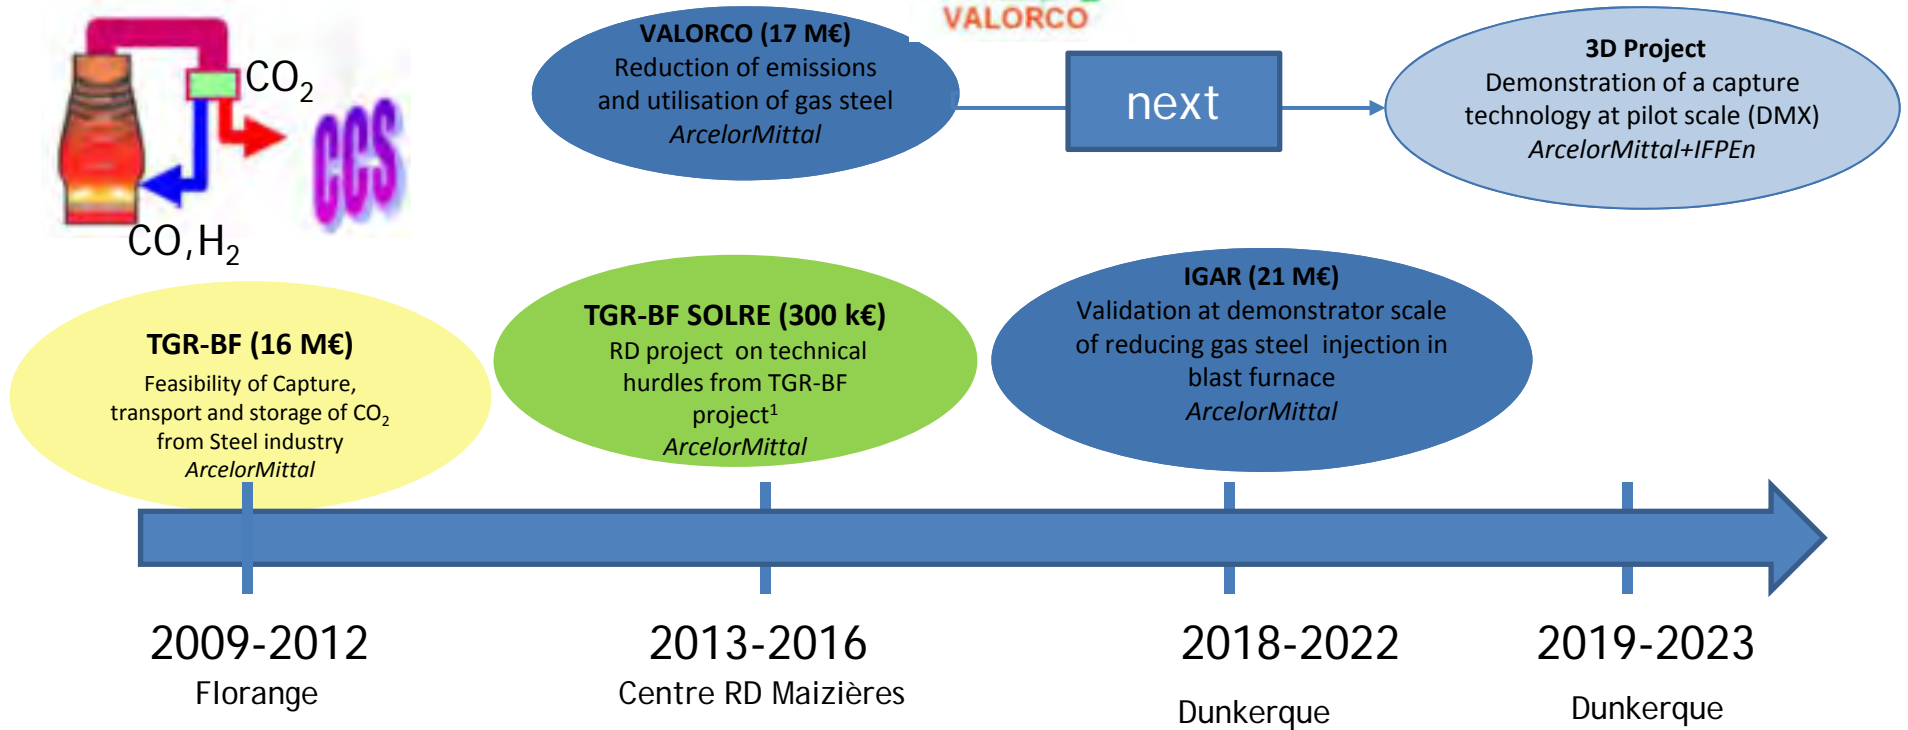 CO2
CCS
CO,H2
VALORCO
VALORCO (17 M€)
Reduction of emissions
and utilisation of gas steel
ArcelorMittal
next
3D Project
Demonstration of a capture
technology at pilot scale (DMX)
ArcelorMittal+IFPEn
TGR-BF (16 M€)
Feasibility of Capture,
transport and storage of CO2
from Steel industry
ArcelorMittal
TGR-BF SOLRE (300 k€)
RD project on technical
hurdles from TGR-BF
project1
ArcelorMittal
IGAR (21 M€)
Validation at demonstrator scale
of reducing gas steel injection in
blast furnace
ArcelorMittal
2009-2012
Florange
2013-2016
Centre RD Maizières
2018-2022
Dunkerque
2019-2023
Dunkerque